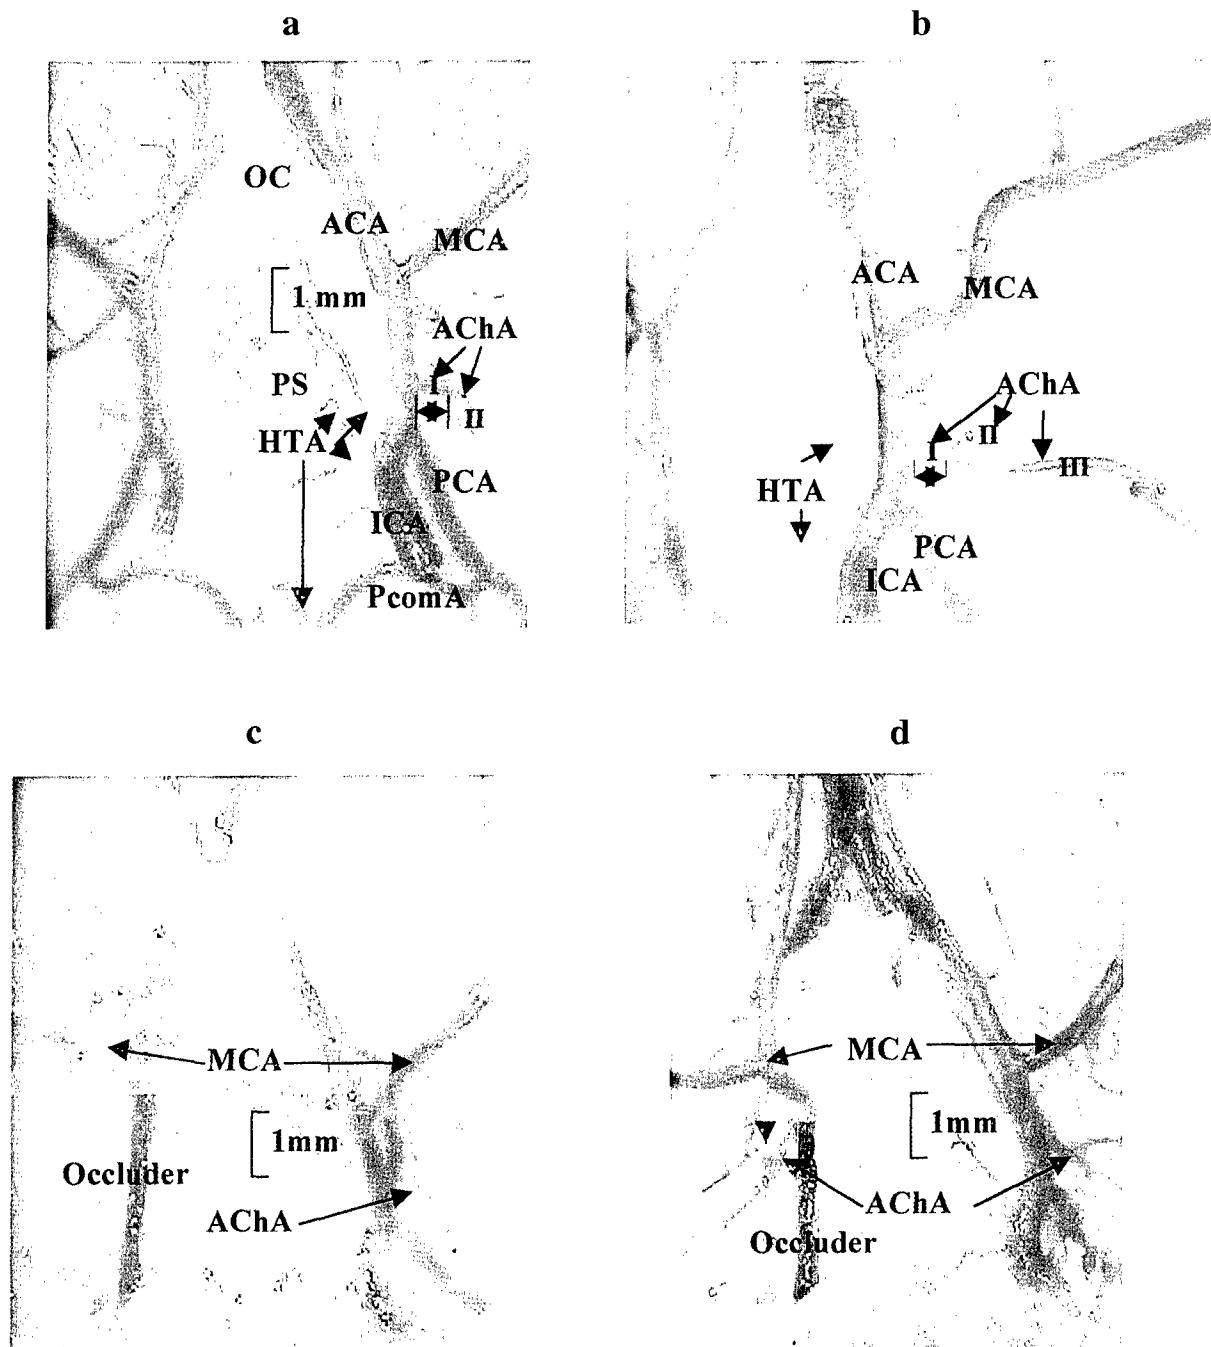 a
OC
ACA
MCA
1 mm
AChA
PS
I
II
HTA
PCA
ICA
PcomA
b
ACA
MCA
AChA
II
I
III
HTA
PCA
ICA
c
MCA
1mm
Occluder
AChA
d
MCA
1mm
AChA
Occluder